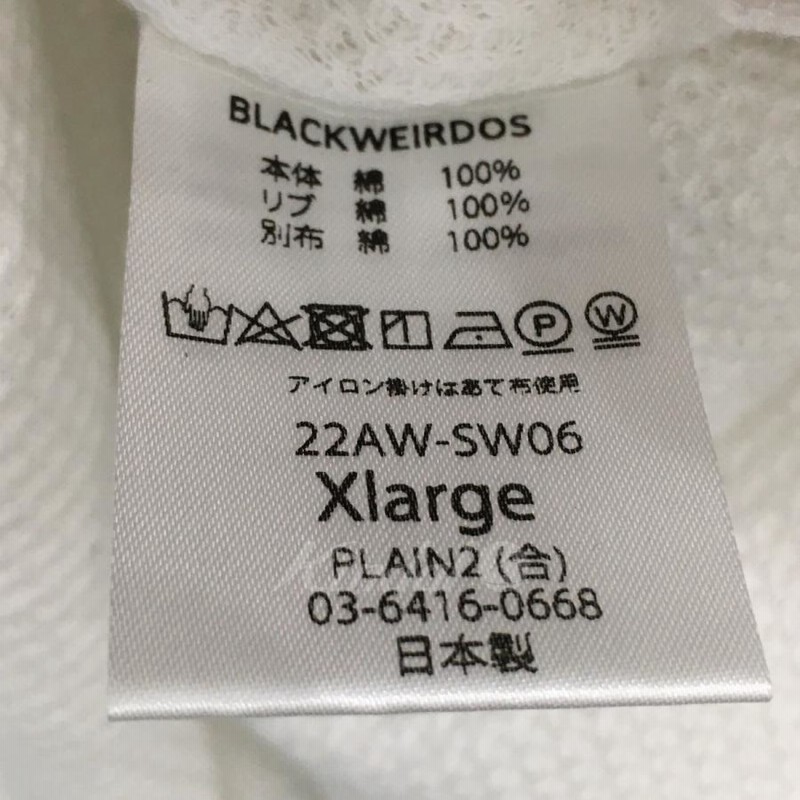 BLACKWEIRDOS
本体 綿 100%
リブ 綿 100%
別布 綿 100%
P W
アイロン掛けはあて布使用
22AW-SW06
Xlarge
PLAIN2 (合)
03-6416-0668
日本製